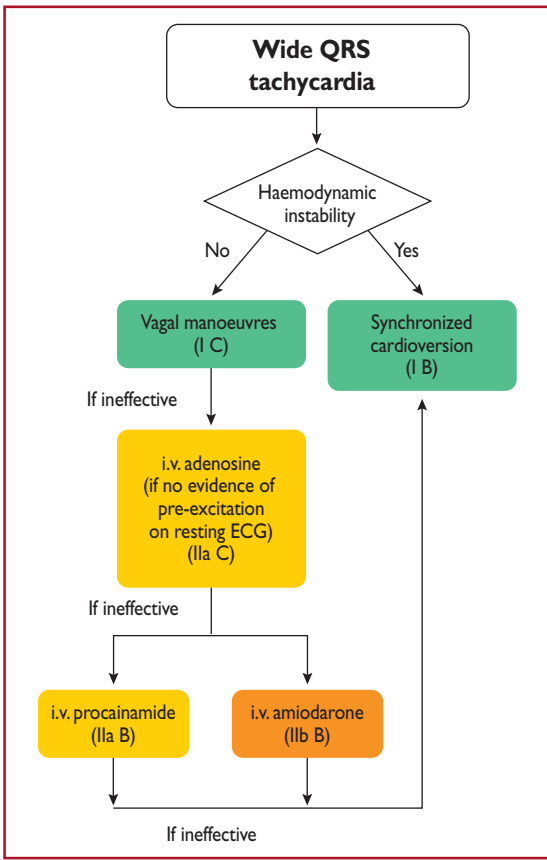 Wide QRS
tachycardia
Haemodynamic
instability
No
Yes
Vagal manoeuvres
(I C)
Synchronized
cardioversion
(I B)
If ineffective
i.v. adenosine
(if no evidence of
pre-excitation
on resting ECG)
(IIa C)
If ineffective
i.v. procainamide
(IIa B)
i.v. amiodarone
(IIb B)
If ineffective